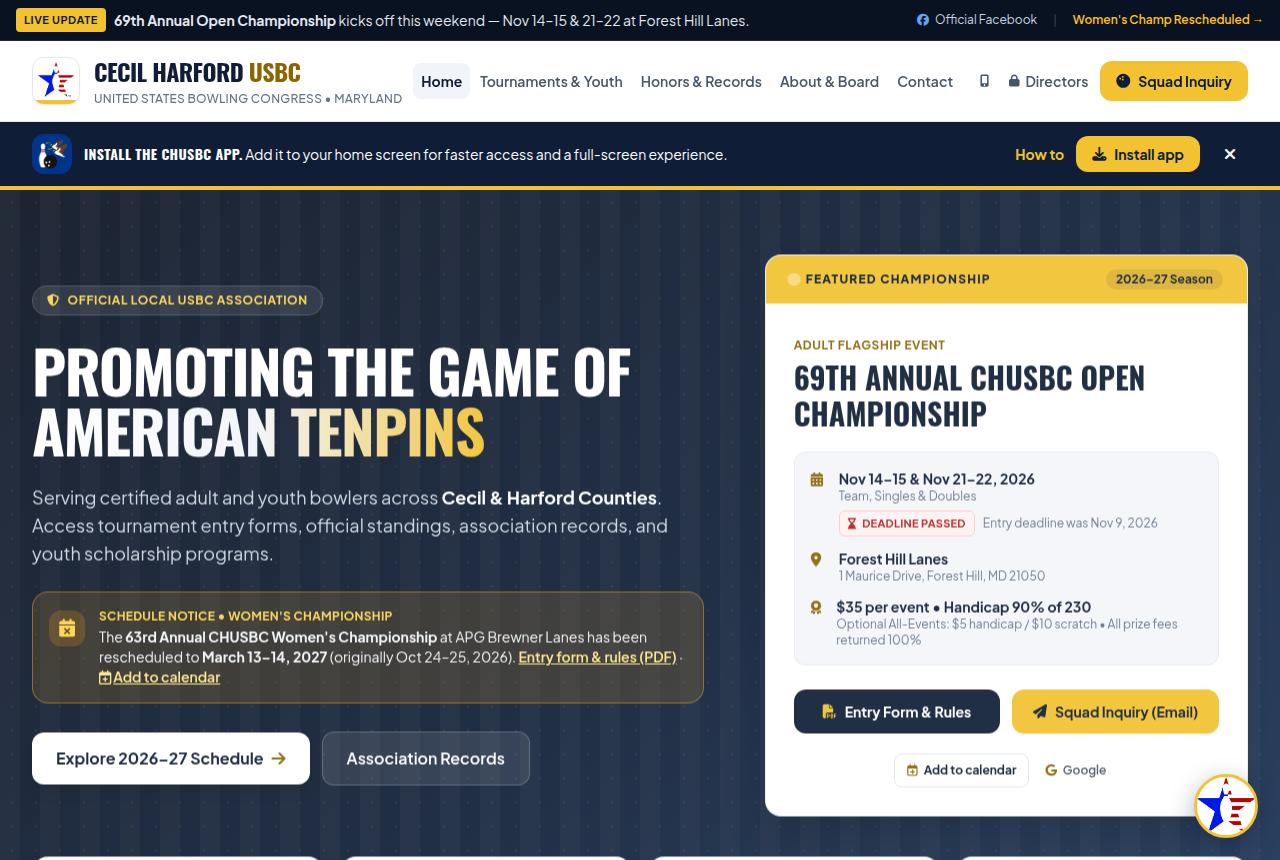 LIVE UPDATE 69th Annual Open Championship kicks off this weekend — Nov 14–15 & 21–22 at Forest Hill Lanes. Official Facebook Women's Champ Rescheduled →
CECIL HARFORD USBC
UNITED STATES BOWLING CONGRESS • MARYLAND
Home Tournaments & Youth Honors & Records About & Board Contact Directors Squad Inquiry
INSTALL THE CHUSBC APP. Add it to your home screen for faster access and a full-screen experience. How to Install app ✕
OFFICIAL LOCAL USBC ASSOCIATION
PROMOTING THE GAME OF
AMERICAN TENPINS
Serving certified adult and youth bowlers across Cecil & Harford Counties.
Access tournament entry forms, official standings, association records, and
youth scholarship programs.
SCHEDULE NOTICE • WOMEN'S CHAMPIONSHIP
The 63rd Annual CHUSBC Women's Championship at APG Brewner Lanes has been
rescheduled to March 13–14, 2027 (originally Oct 24–25, 2026). Entry form & rules (PDF) ·
Add to calendar
Explore 2026–27 Schedule → Association Records
FEATURED CHAMPIONSHIP 2026–27 Season
ADULT FLAGSHIP EVENT
69TH ANNUAL CHUSBC OPEN
CHAMPIONSHIP
Nov 14–15 & Nov 21–22, 2026
Team, Singles & Doubles
DEADLINE PASSED Entry deadline was Nov 9, 2026
Forest Hill Lanes
1 Maurice Drive, Forest Hill, MD 21050
$35 per event • Handicap 90% of 230
Optional All-Events: $5 handicap / $10 scratch • All prize fees
returned 100%
Entry Form & Rules Squad Inquiry (Email)
Add to calendar Google